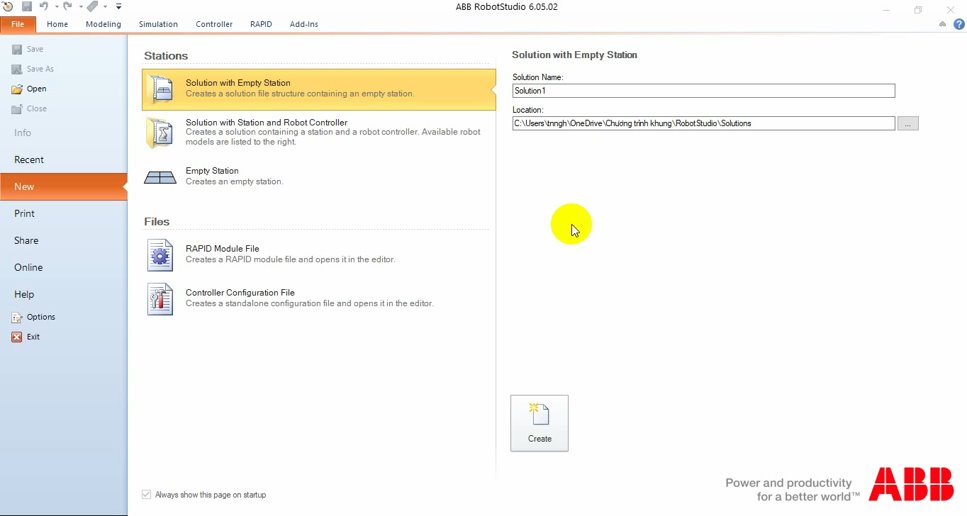 ABB RobotStudio 6.05.02
File Home Modeling Simulation Controller RAPID Add-Ins
Save
Save As
Open
Close
Info
Recent
New
Print
Share
Online
Help
Options
Exit
Stations
Solution with Empty Station
Creates a solution file structure containing an empty station.
Solution with Station and Robot Controller
Creates a solution containing a station and a robot controller. Available robot
models are listed to the right.
Empty Station
Creates an empty station.
Files
RAPID Module File
Creates a RAPID module file and opens it in the editor.
Controller Configuration File
Creates a standalone configuration file and opens it in the editor.
Always show this page on startup
Solution with Empty Station
Solution Name:
Solution1
Location:
C:\Users\tnngh\OneDrive\Chương trình khung\RobotStudio\Solutions
...
Create
Power and productivity
for a better world™
ABB